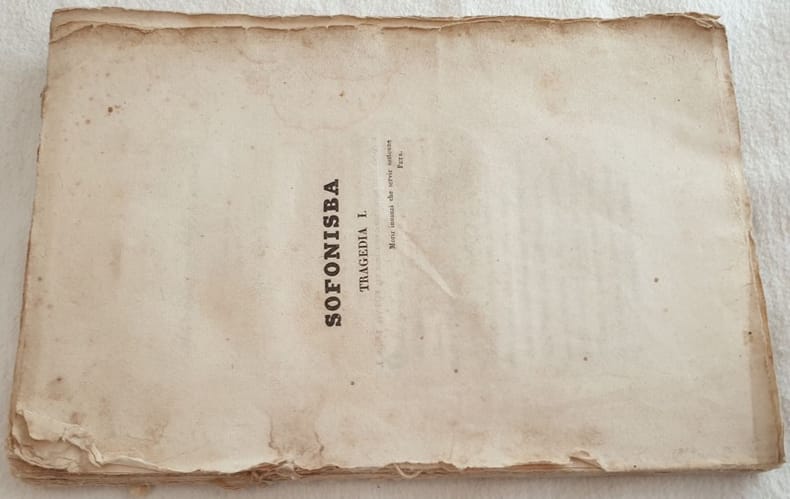 SOFONISBA
TRAGEDIA I.
Morir innanzi che servir sostenne
Petr.